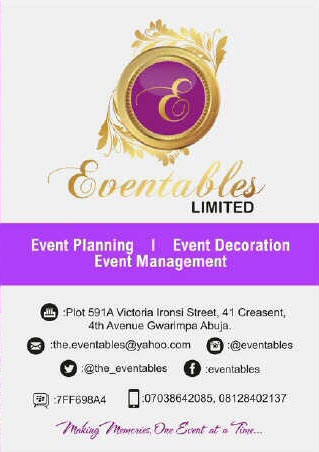 E
Eventables
LIMITED
Event Planning | Event Decoration
Event Management
:Plot 591A Victoria Ironsi Street, 41 Creasent,
4th Avenue Gwarimpa Abuja.
:the.eventables@yahoo.com :@eventables
:@the_eventables :eventables
:7FF698A4 :07038642085, 08128402137
Making Memories, One Event at a Time...